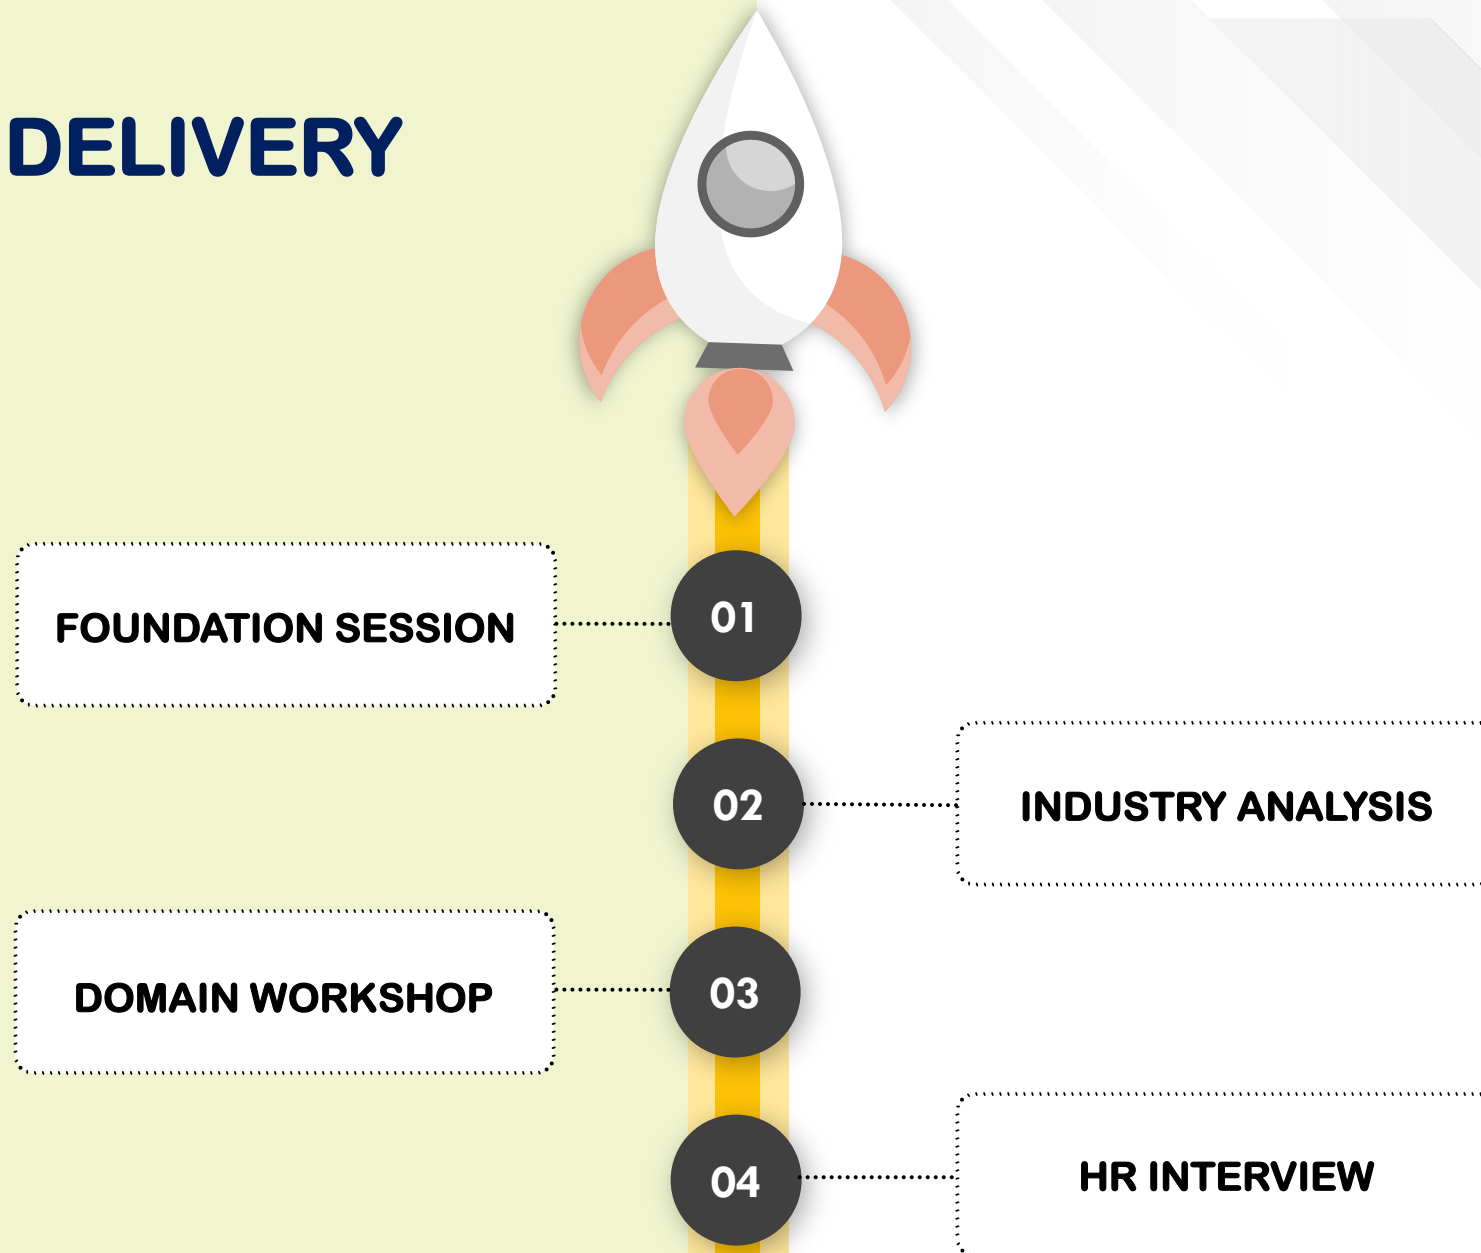 DELIVERY
FOUNDATION SESSION
01
02
INDUSTRY ANALYSIS
DOMAIN WORKSHOP
03
04
HR INTERVIEW